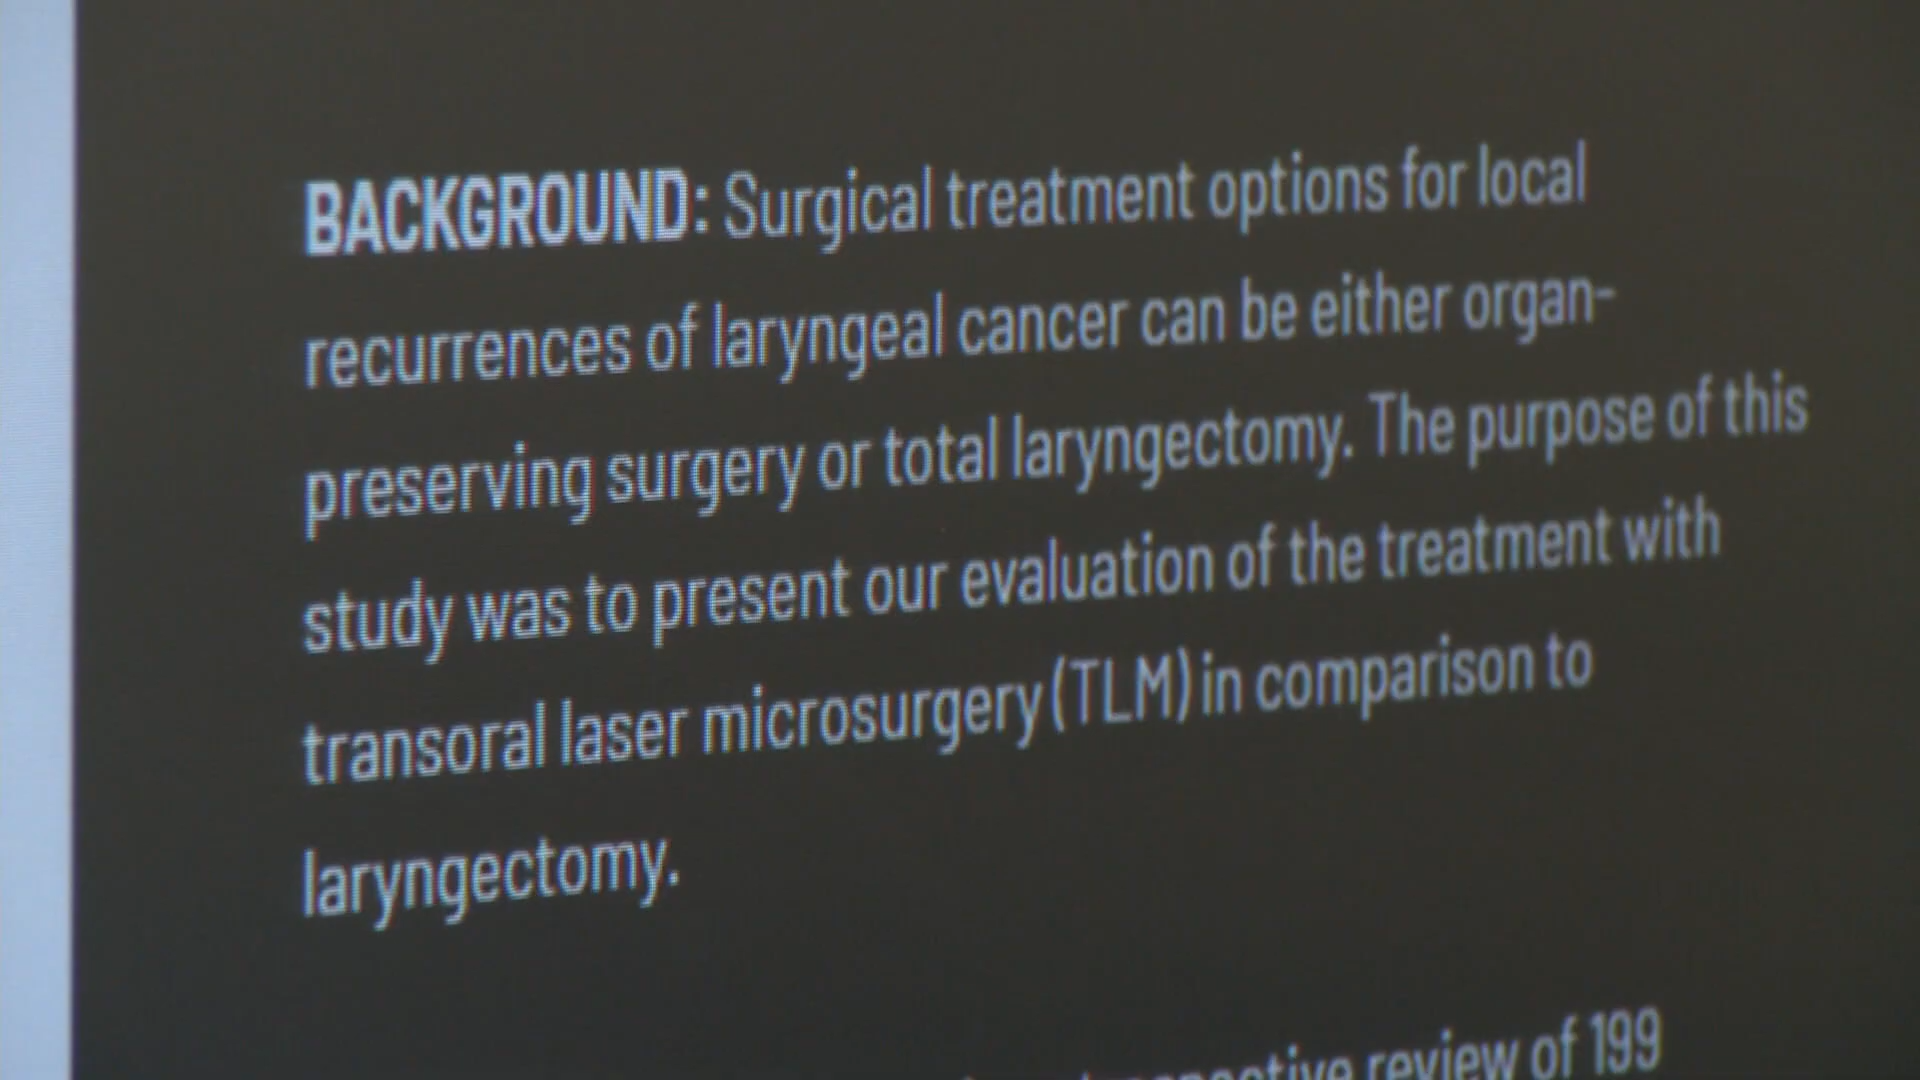 BACKGROUND: Surgical treatment options for local
recurrences of laryngeal cancer can be either organ-
preserving surgery or total laryngectomy. The purpose of this
study was to present our evaluation of the treatment with
transoral laser microsurgery (TLM) in comparison to
laryngectomy.
review of 199